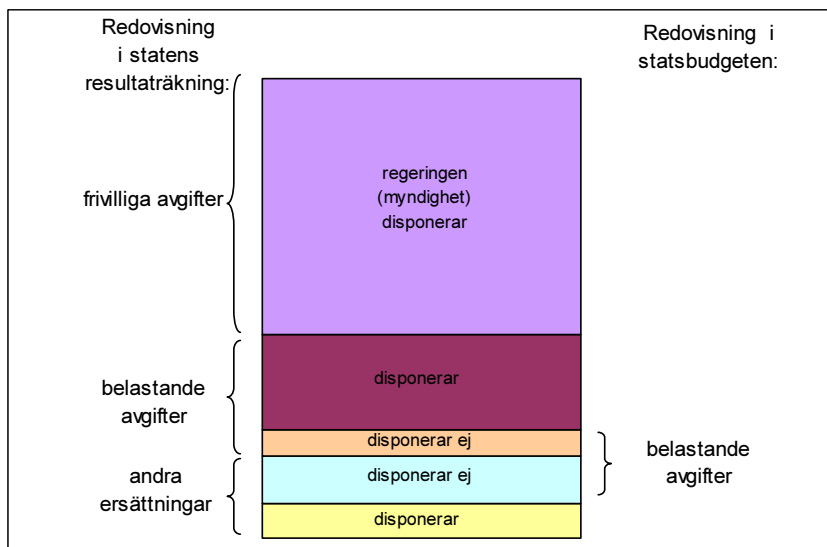 Redovisning
i statens
resultaträkning:
Redovisning i
statsbudgeten:
frivilliga avgifter
regeringen
(myndighet)
disponerar
belastande
avgifter
disponerar
disponerar ej
andra
ersättningar
disponerar ej
disponerar
belastande
avgifter